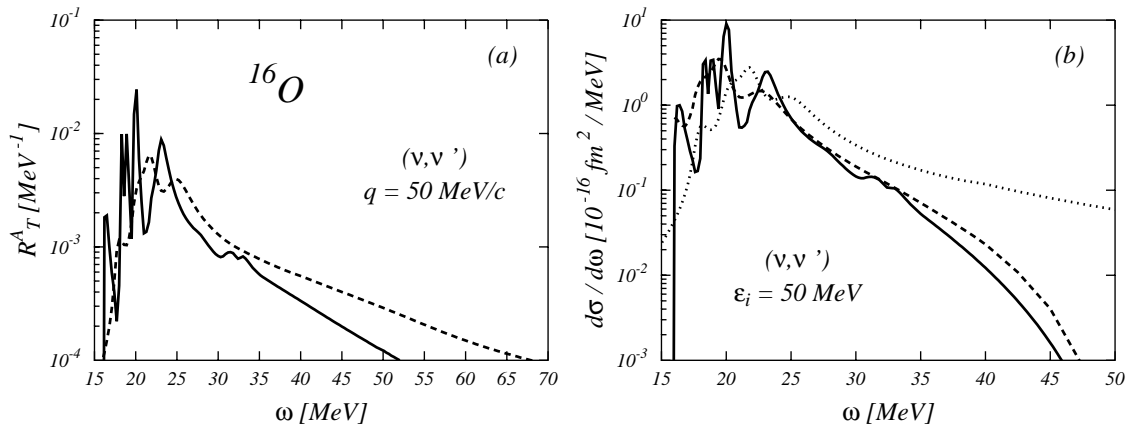 10^-1
10^-2
10^-3
10^-4
R^A_T [MeV^-1]
(a)
^16O
(ν,ν')
q = 50 MeV/c
15 20 25 30 35 40 45 50 55 60 65 70
ω [MeV]
10^1
10^0
10^-1
10^-2
10^-3
dσ / dω [10^-16 fm^2 / MeV]
(b)
(ν,ν')
ε_i = 50 MeV
15 20 25 30 35 40 45 50
ω [MeV]